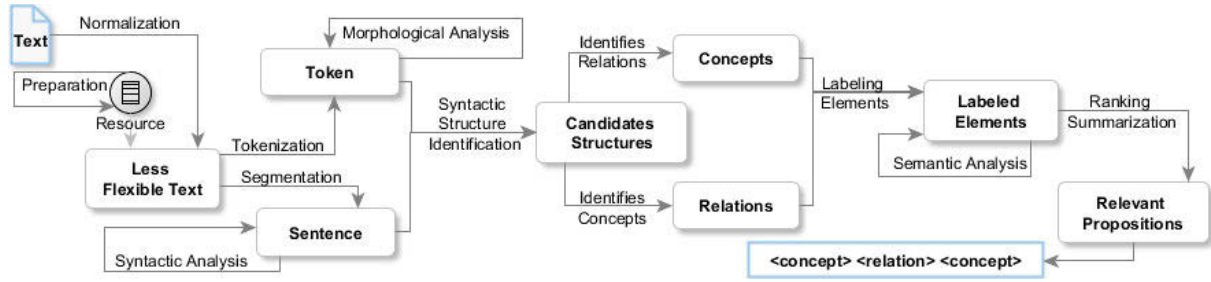 Text
Normalization
Preparation
Resource
Less
Flexible Text
Tokenization
Segmentation
Morphological Analysis
Token
Sentence
Syntactic Analysis
Syntactic
Structure
Identification
Candidates
Structures
Identifies
Relations
Identifies
Concepts
Concepts
Relations
Labeling
Elements
Labeled
Elements
Semantic Analysis
Ranking
Summarization
Relevant
Propositions
<concept> <relation> <concept>